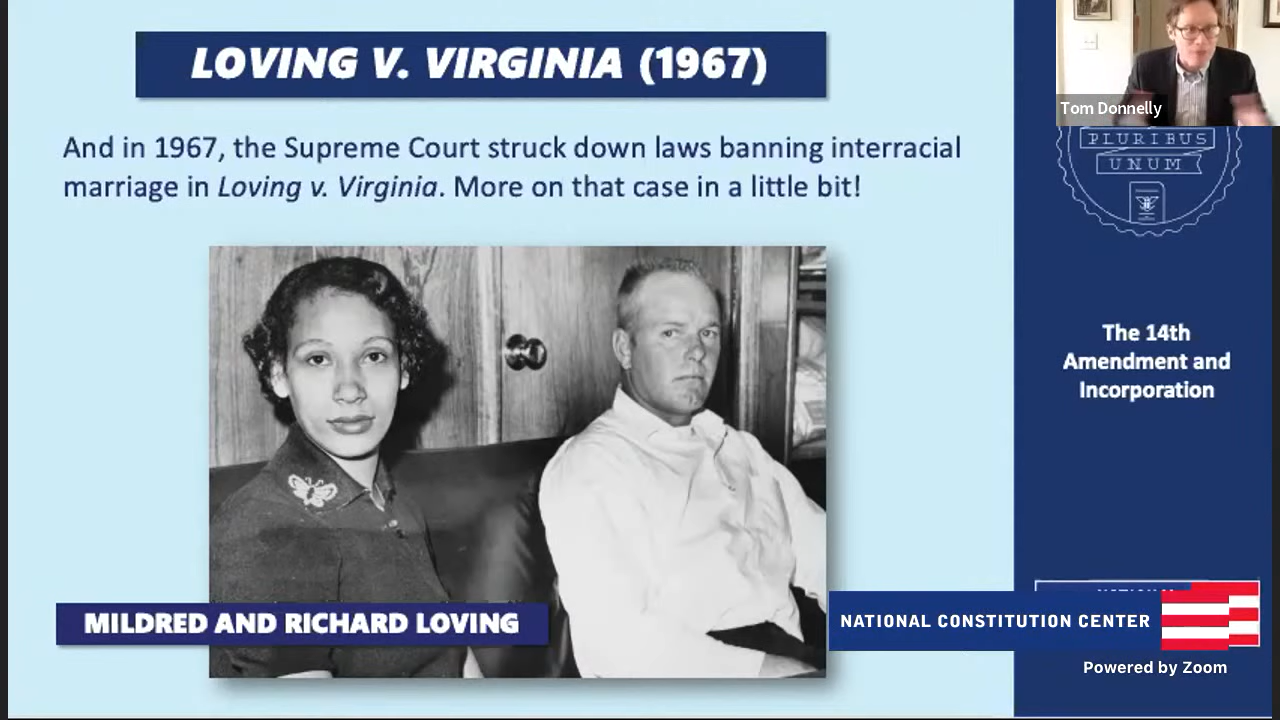 LOVING V. VIRGINIA (1967)
And in 1967, the Supreme Court struck down laws banning interracial
marriage in Loving v. Virginia. More on that case in a little bit!
MILDRED AND RICHARD LOVING
Tom Donnelly
PLURIBUS
UNUM
The 14th
Amendment and
Incorporation
NATIONAL CONSTITUTION CENTER
Powered by Zoom